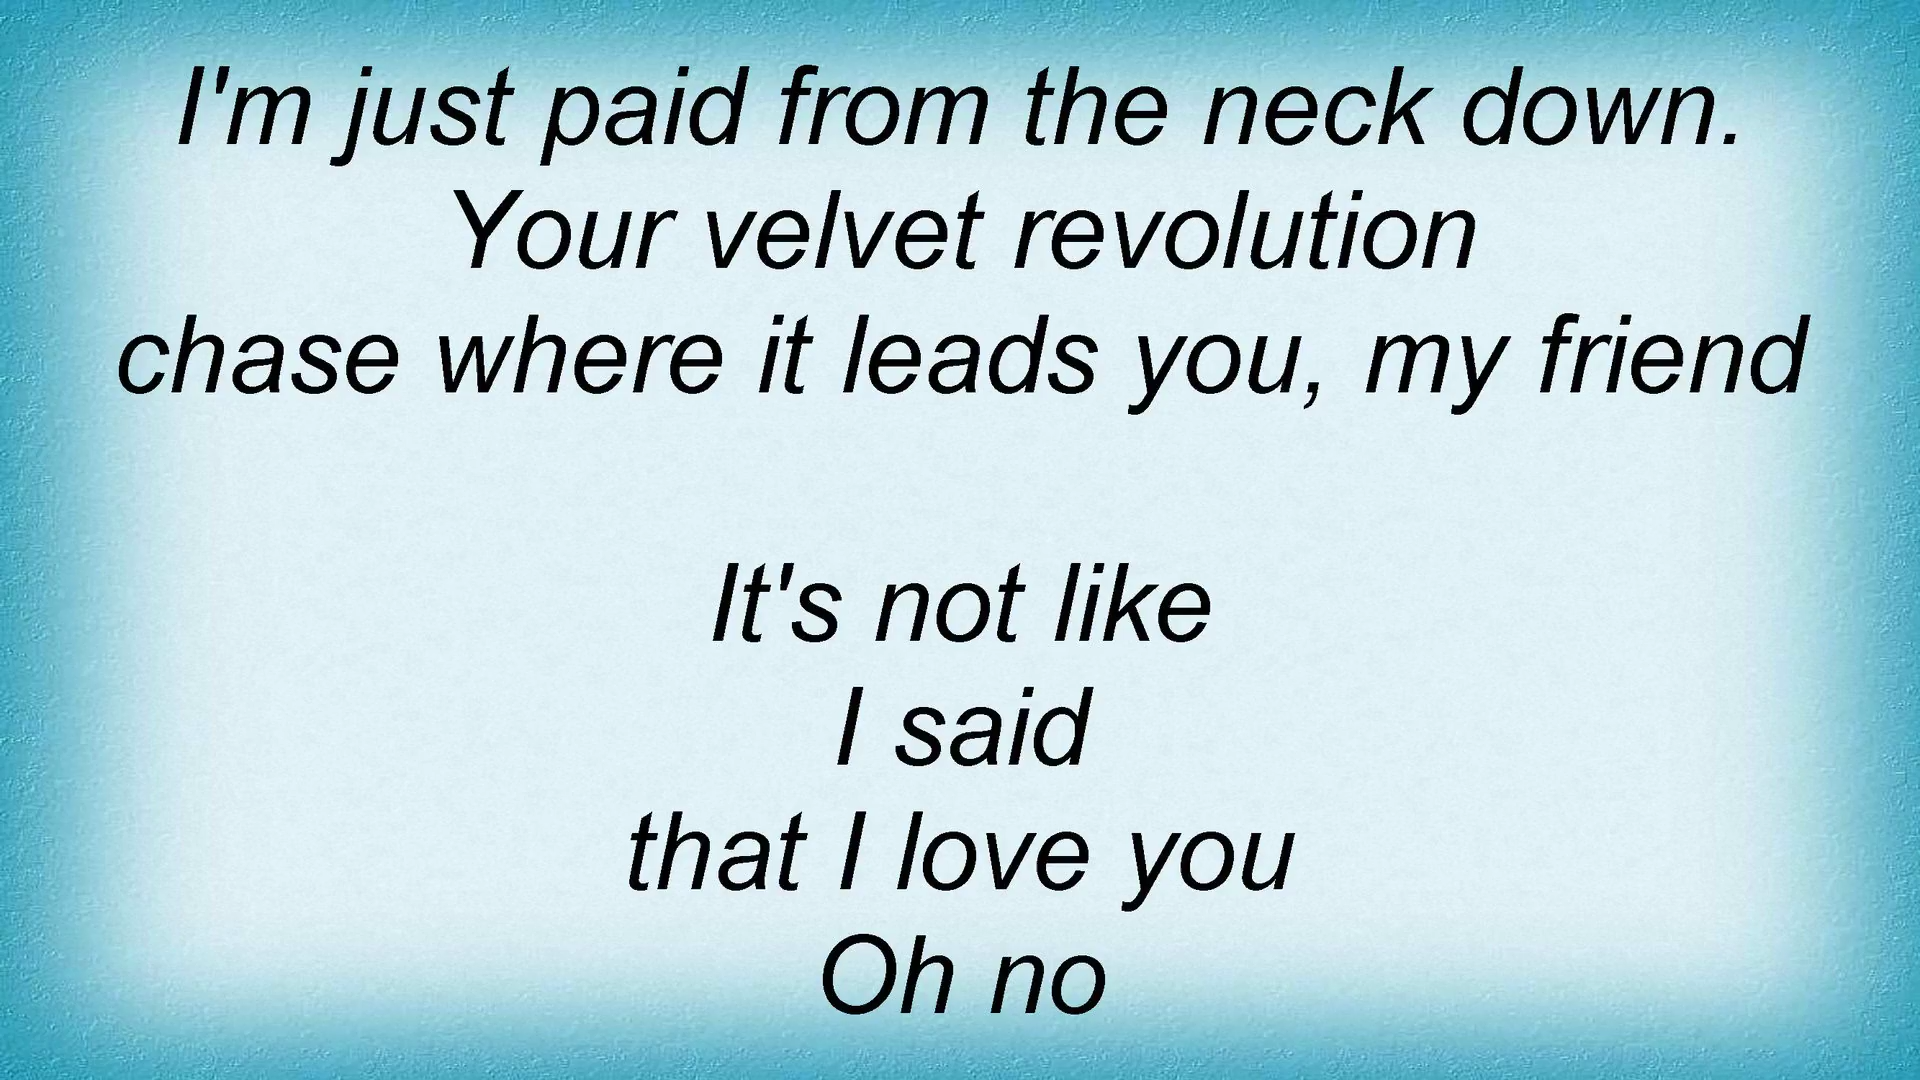 I'm just paid from the neck down.
Your velvet revolution
chase where it leads you, my friend
It's not like
I said
that I love you
Oh no